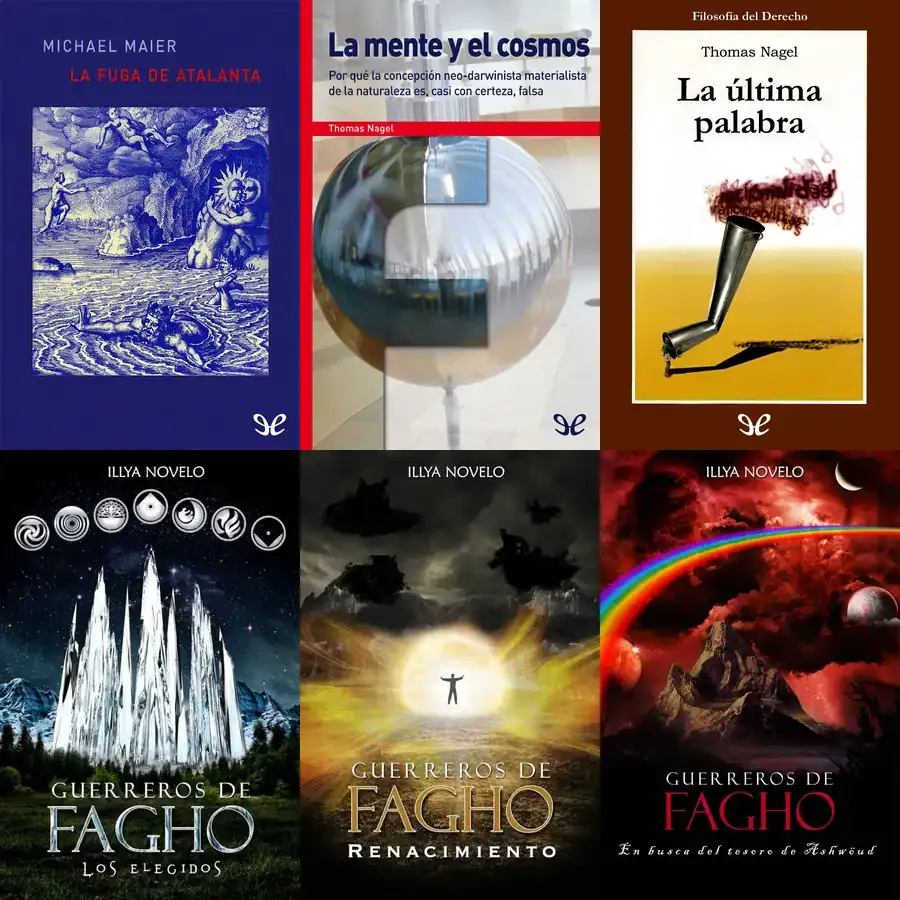 MICHAEL MAIER
LA FUGA DE ATALANTA
La mente y el cosmos
Por qué la concepción neo-darwinista materialista
de la naturaleza es, casi con certeza, falsa
Thomas Nagel
Filosofía del Derecho
Thomas Nagel
La última
palabra
ILLYA NOVELO
GUERREROS DE
FAGHO
LOS ELEGIDOS
ILLYA NOVELO
GUERREROS DE
FAGHO
RENACIMIENTO
ILLYA NOVELO
GUERREROS DE
FAGHO
En busca del tesoro de Ashwöud